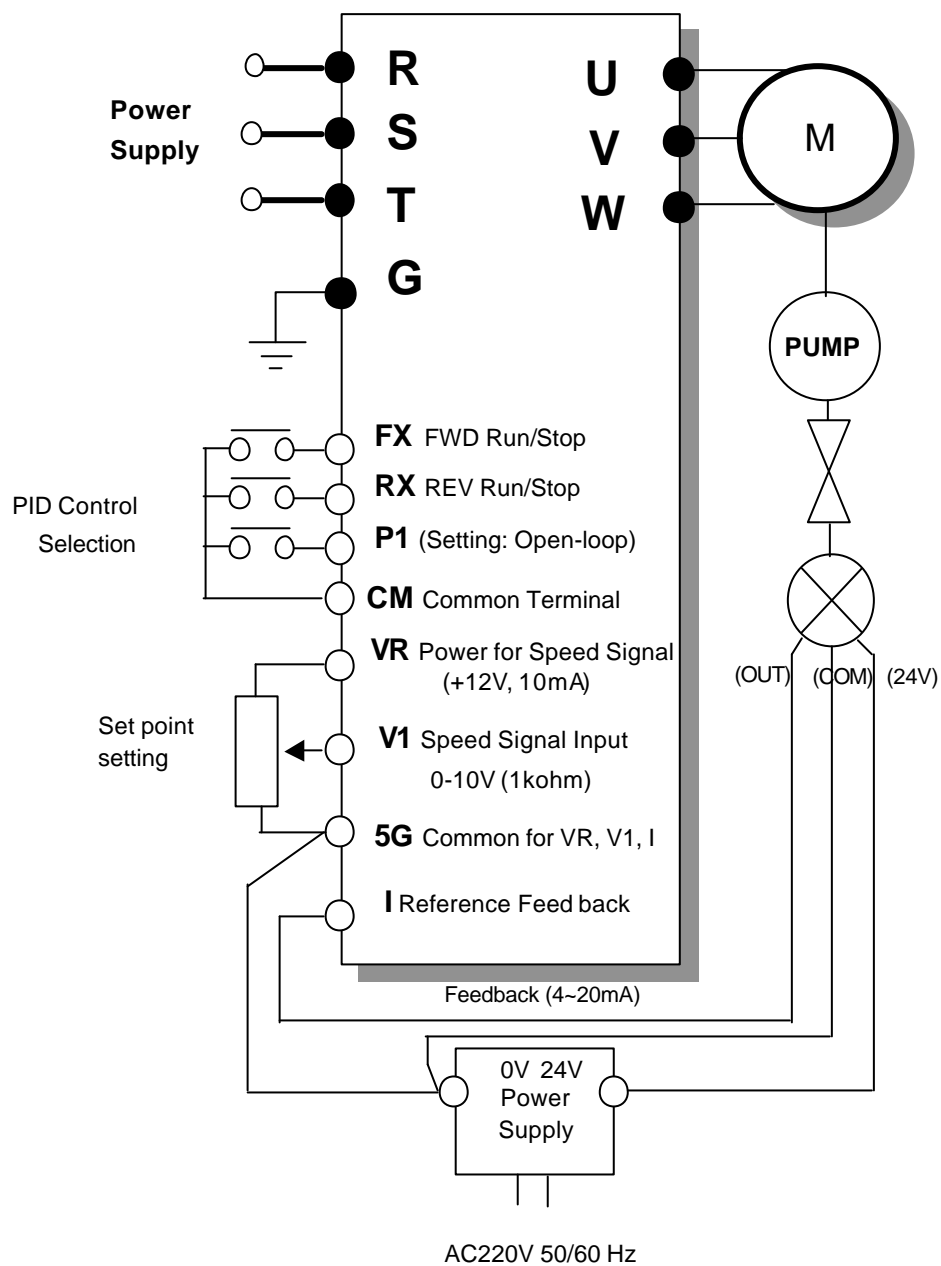 R
U
M
Power
Supply
S
V
T
W
G
PUMP
FX FWD Run/Stop
RX REV Run/Stop
PID Control
Selection
P1 (Setting: Open-loop)
CM Common Terminal
VR Power for Speed Signal
(+12V, 10mA)
(OUT) (COM) (24V)
Set point
setting
V1 Speed Signal Input
0-10V (1kohm)
5G Common for VR, V1, I
I Reference Feed back
Feedback (4~20mA)
0V 24V
Power
Supply
AC220V 50/60 Hz